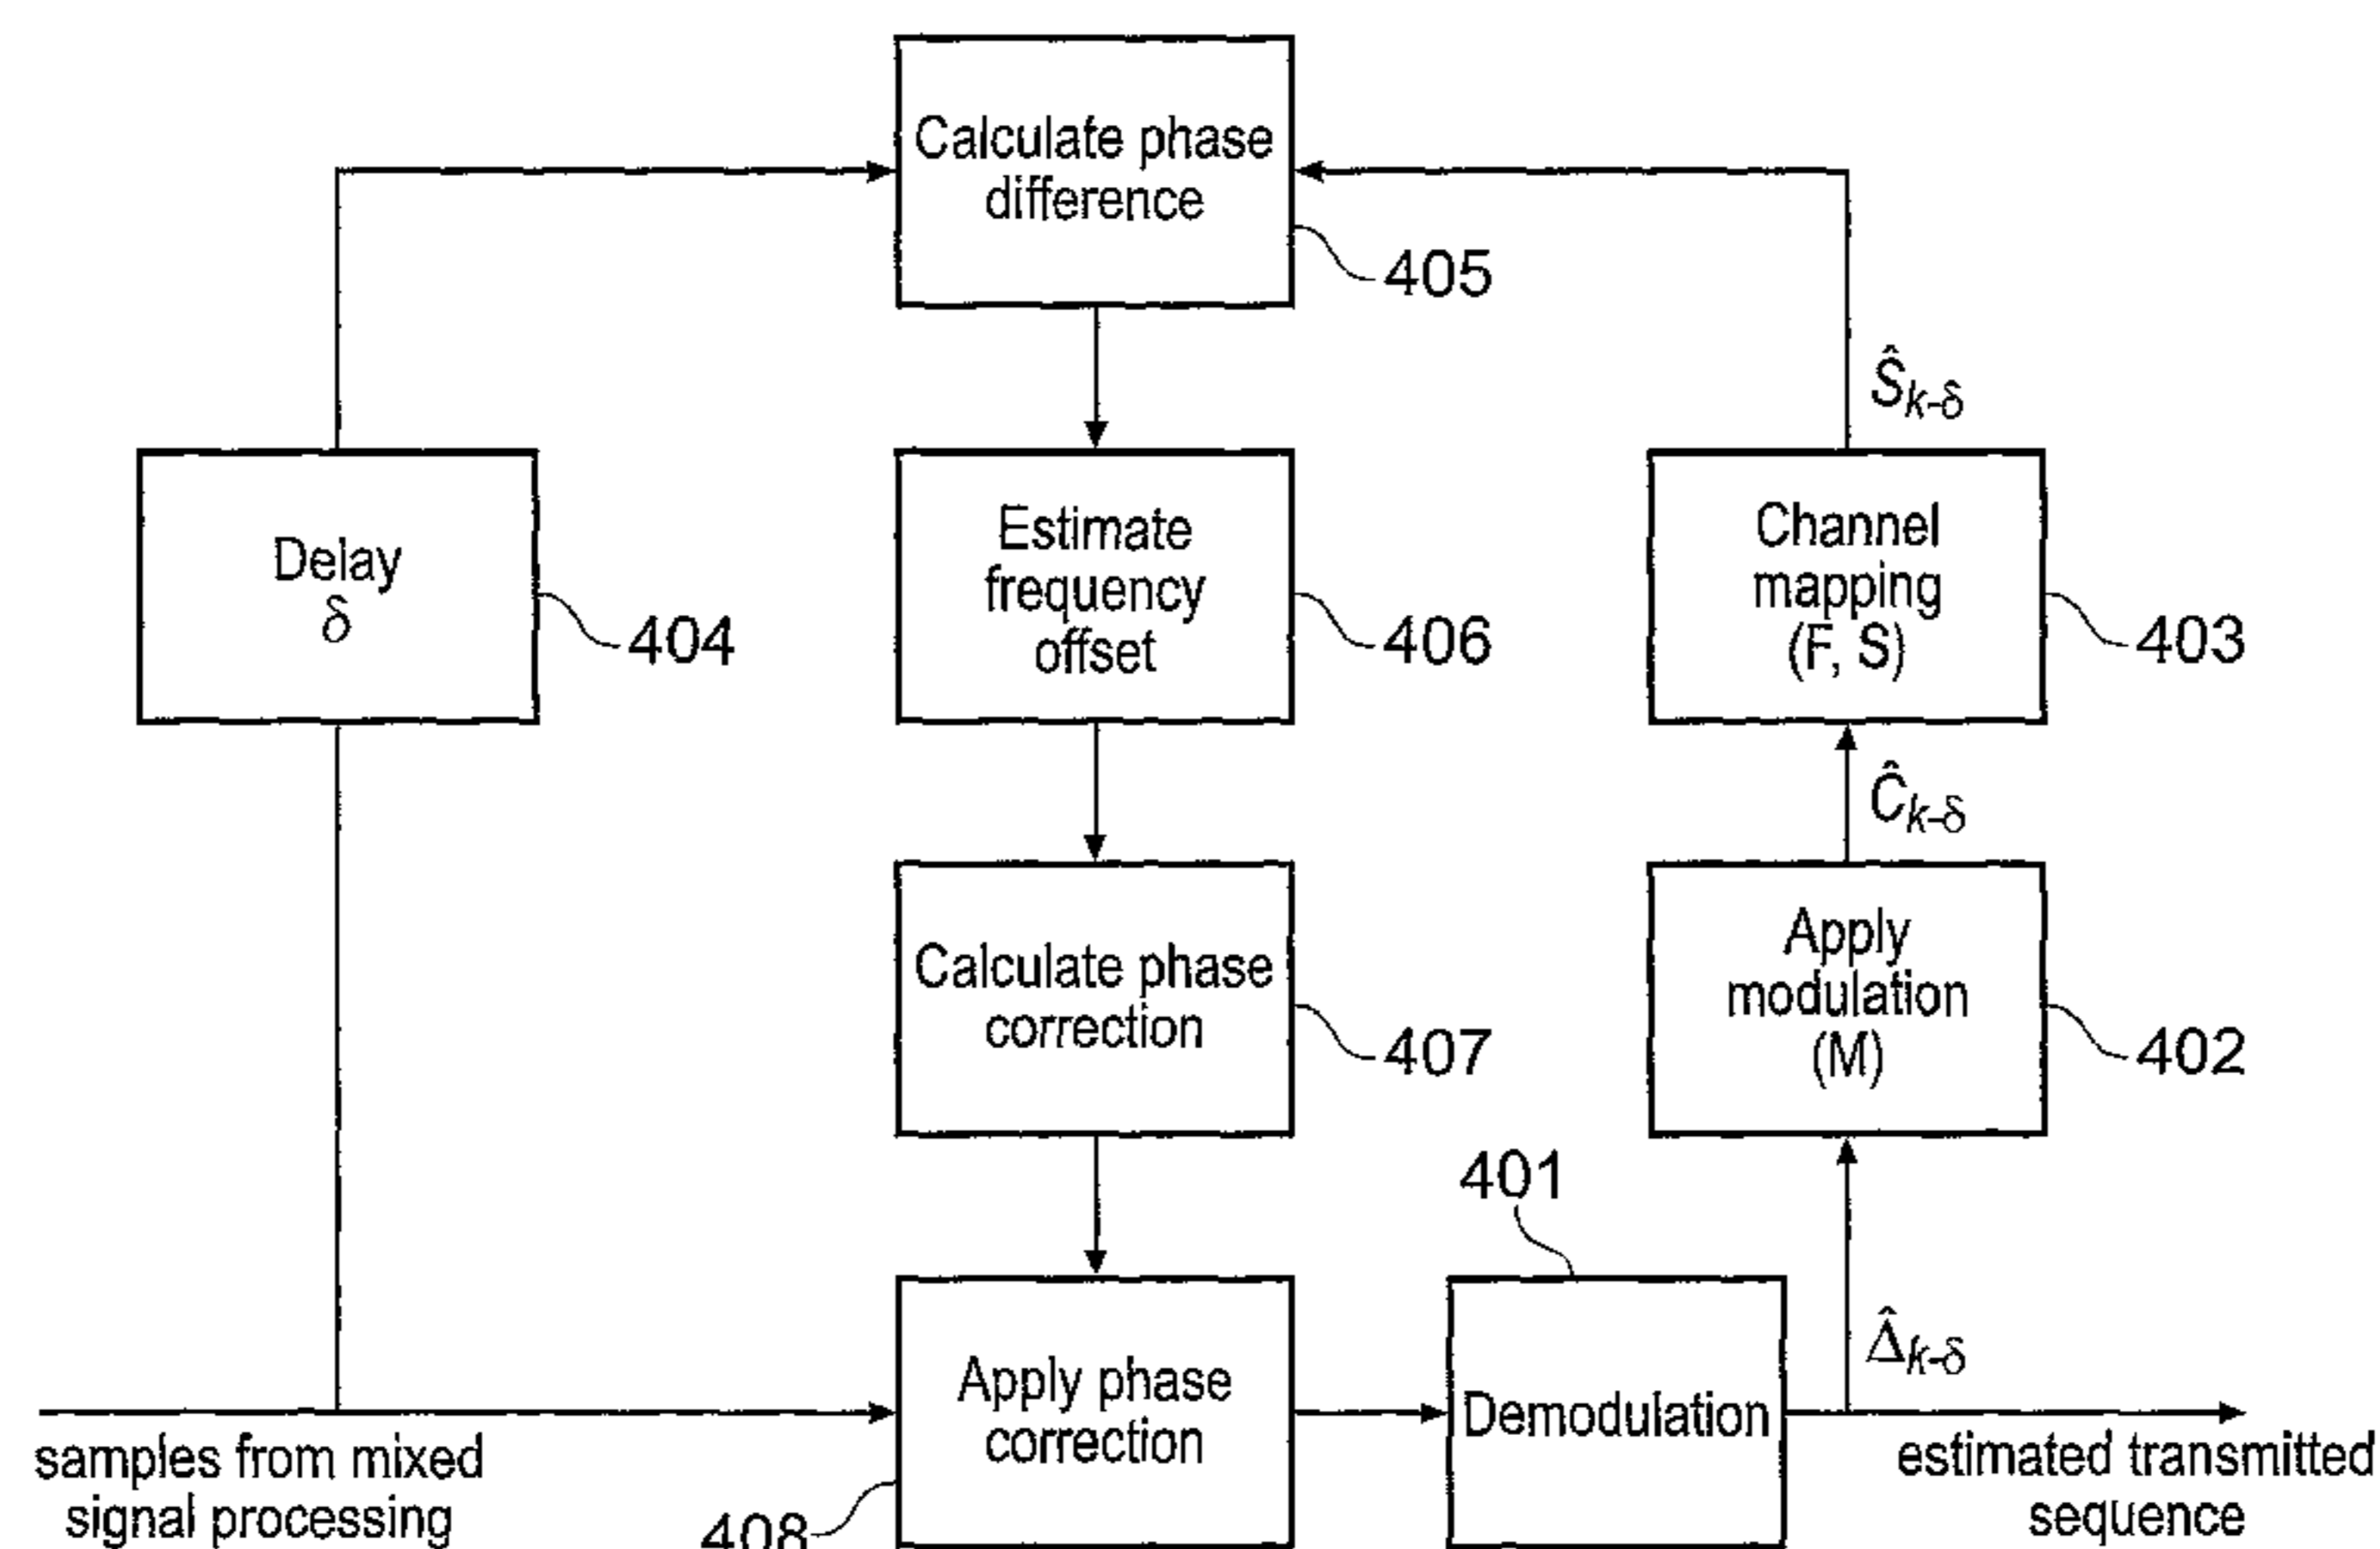 Calculate phase
difference
405
Ŝk-δ
Delay
δ
404
Estimate
frequency
offset
406
Channel
mapping
(F, S)
403
Ĉk-δ
Calculate phase
correction
407
Apply
modulation
(M)
402
401
Δ̂k-δ
Apply phase
correction
408
Demodulation
samples from mixed
signal processing
estimated transmitted
sequence